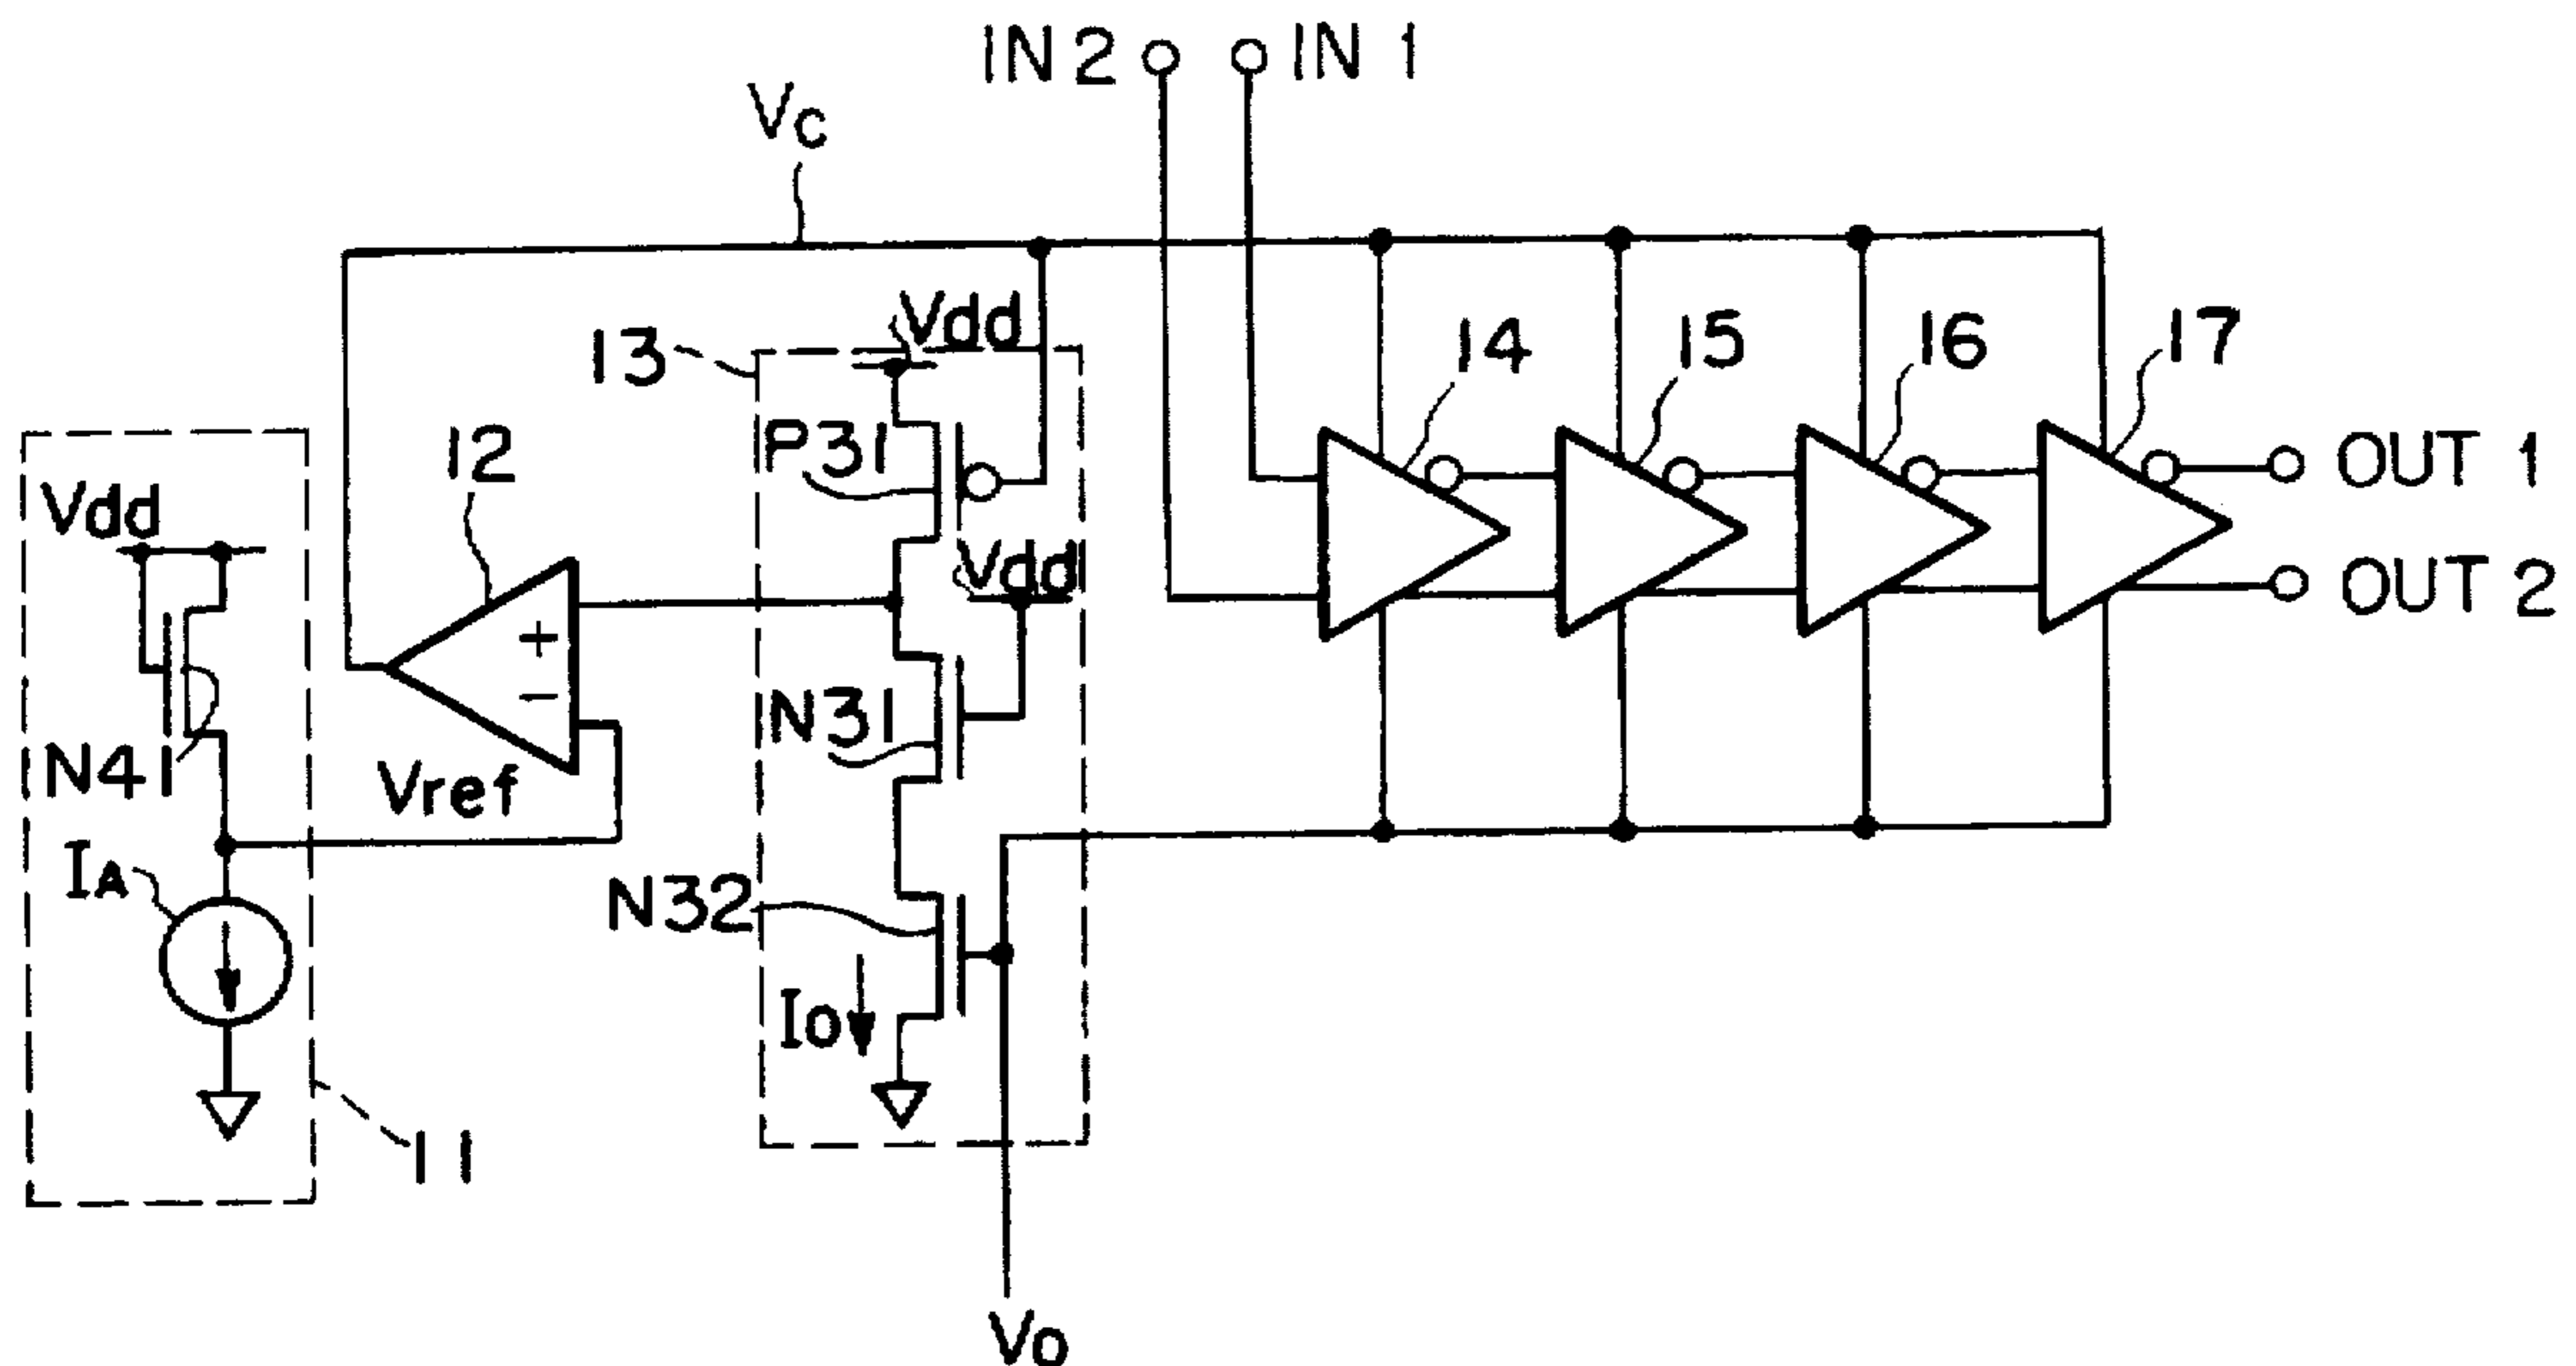 IN 2 IN 1
Vc
Vdd
13
14
15
16
17
P31
12
OUT 1
Vdd
Vdd
OUT 2
+
−
N31
N41
Vref
IA
N32
Io
11
Vo